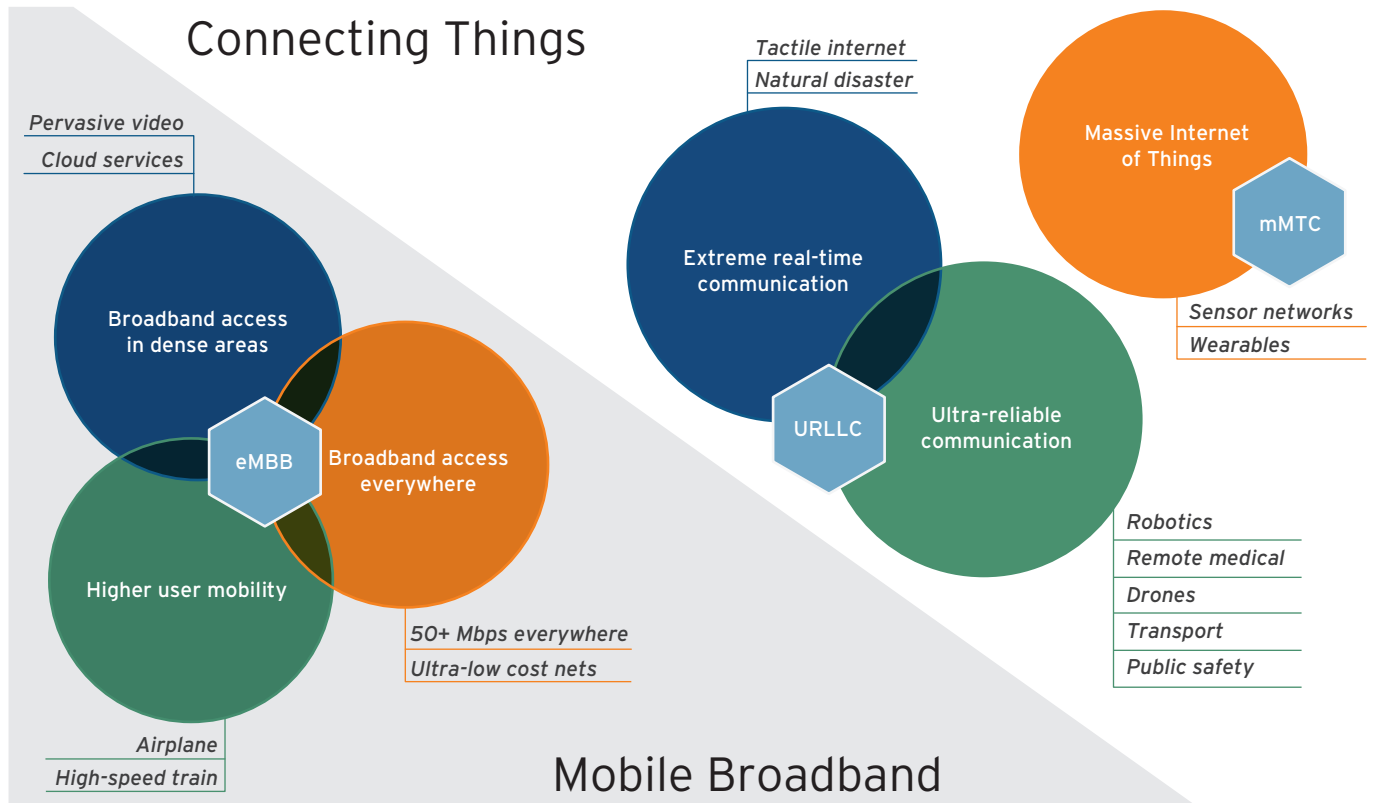 Connecting Things
Pervasive video
Cloud services
Broadband access
in dense areas
eMBB
Broadband access
everywhere
Higher user mobility
50+ Mbps everywhere
Ultra-low cost nets
Airplane
High-speed train
Tactile internet
Natural disaster
Extreme real-time
communication
Massive Internet
of Things
mMTC
Sensor networks
Wearables
URLLC
Ultra-reliable
communication
Robotics
Remote medical
Drones
Transport
Public safety
Mobile Broadband